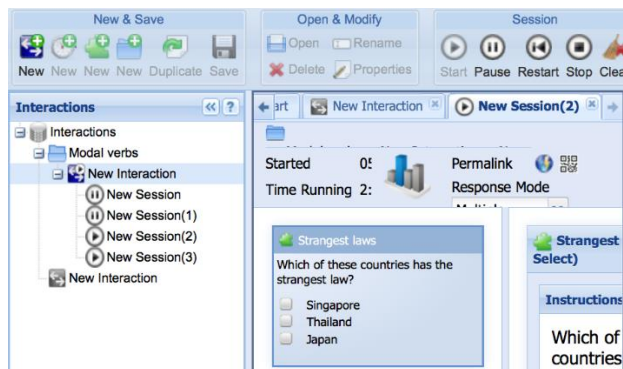 New & Save
Open & Modify
Session
Open
Rename
New New New New Duplicate Save
Delete
Properties
Start Pause Restart Stop
Interactions
?
New Interaction
New Session(2)
Interactions
Modal verbs
New Interaction
New Session
New Session(1)
New Session(2)
New Session(3)
New Interaction
Started
Permalink
Time Running 2:
Response Mode
Strangest laws
Which of these countries has the
strangest law?
Singapore
Thailand
Japan
Strangest
Select)
Instructions
Which of
countries